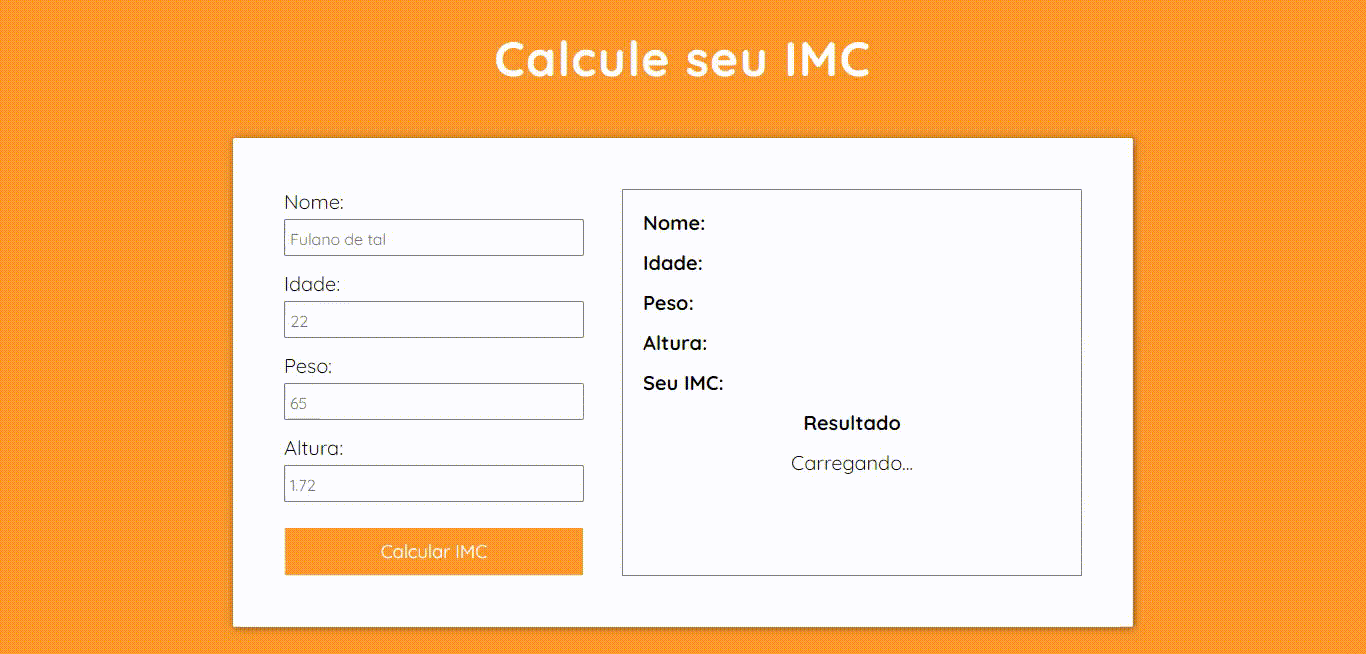 Calcule seu IMC
Nome:
Fulano de tal
Idade:
22
Peso:
65
Altura:
1.72
Calcular IMC
Nome:
Idade:
Peso:
Altura:
Seu IMC:
Resultado
Carregando...